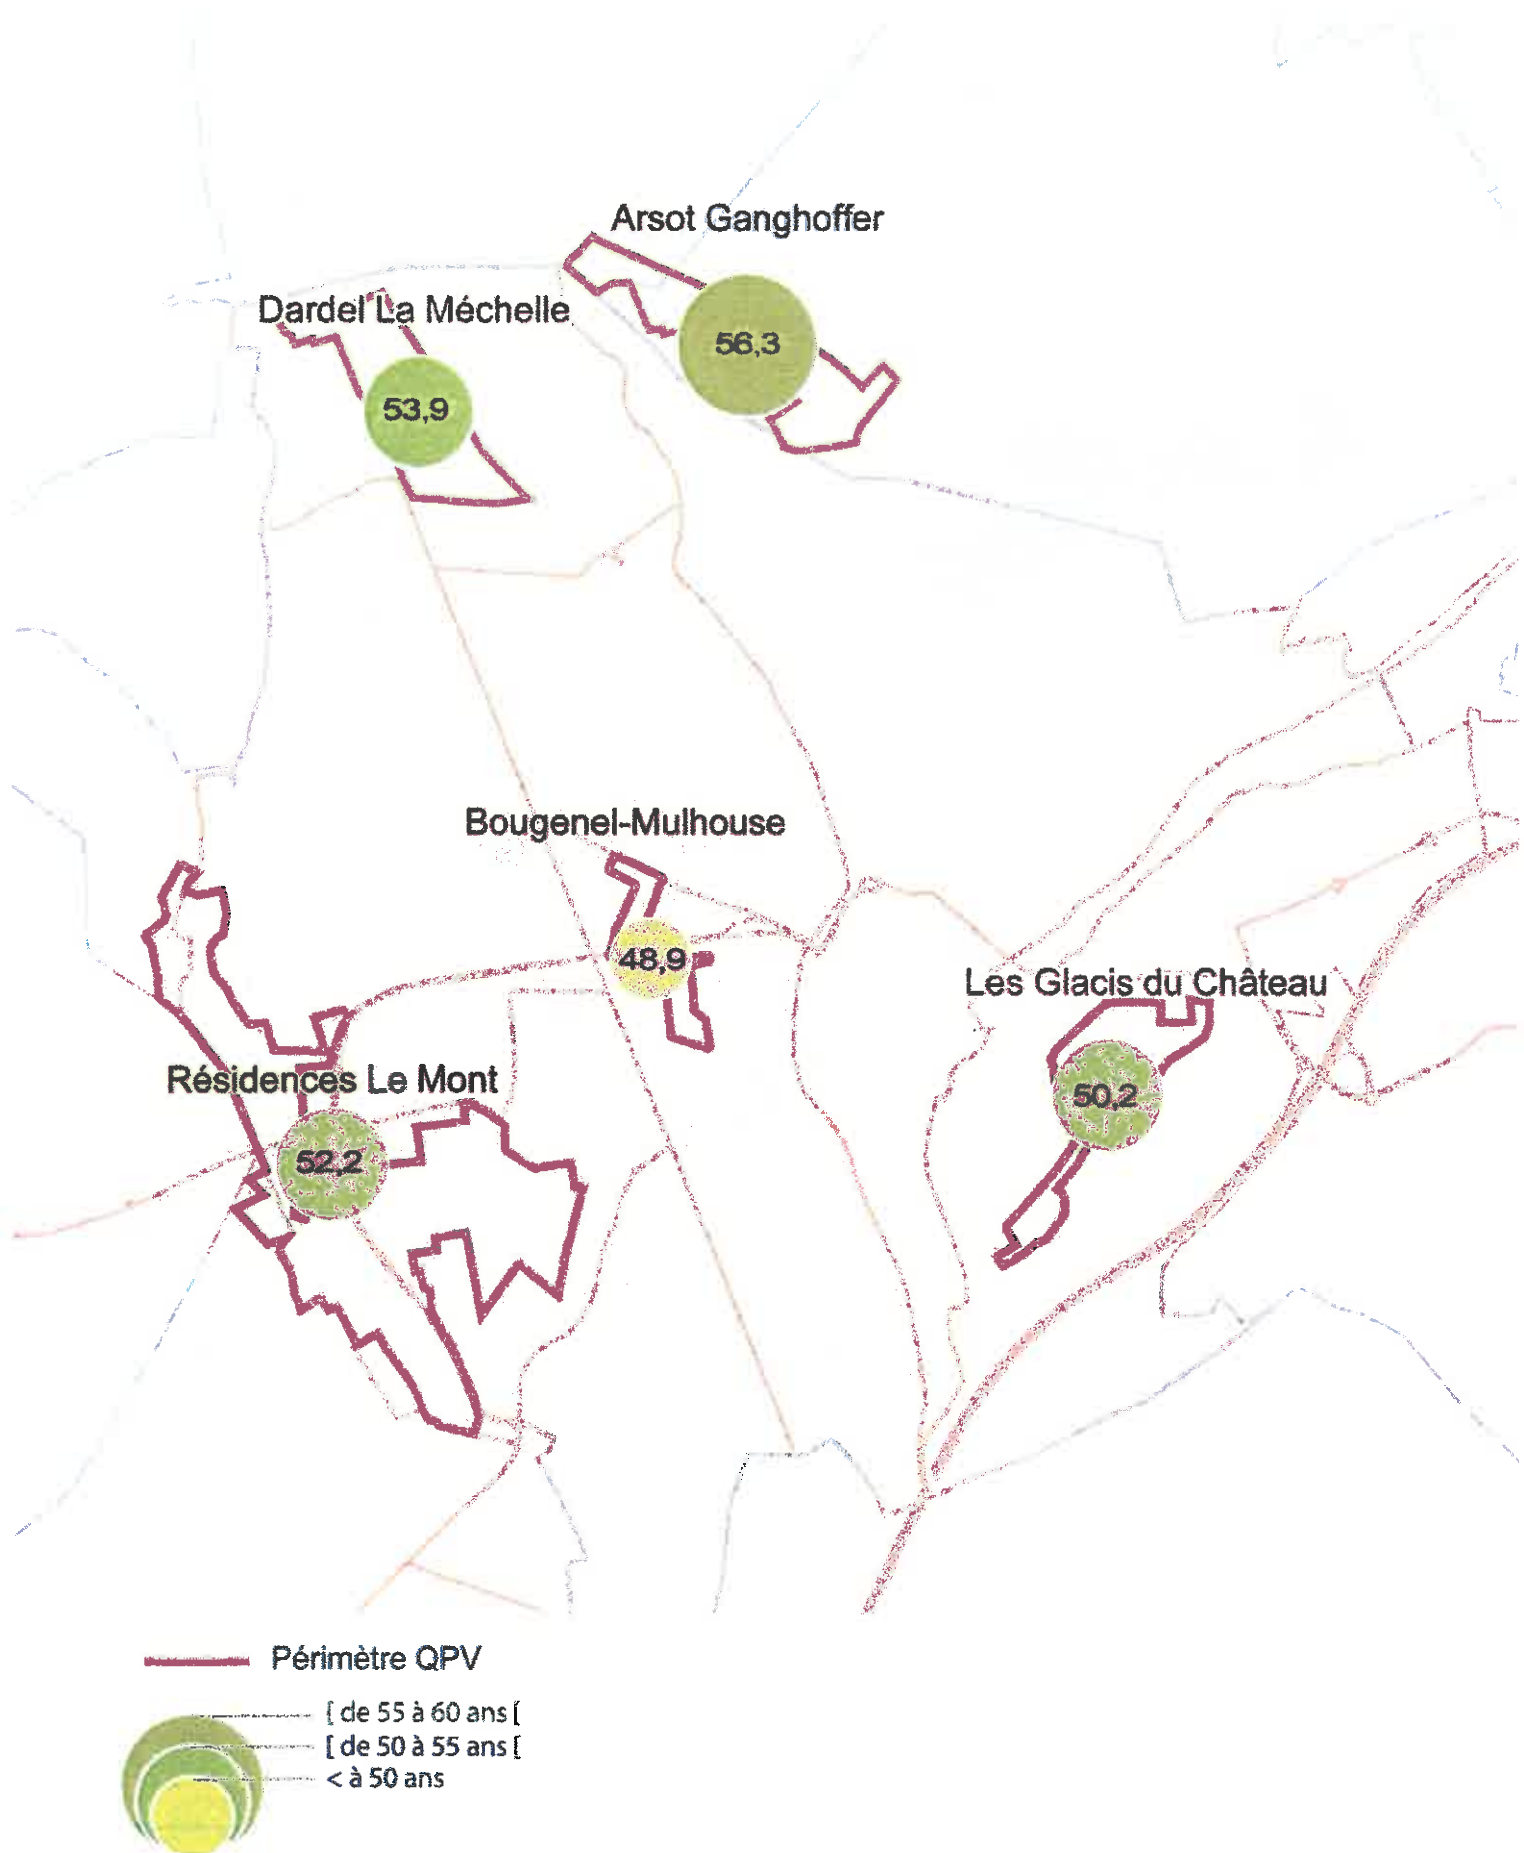 Arsot Ganghoffer
Dardel La Méchelle
56,3
53,9
Bougenel-Mulhouse
48,9
Les Glacis du Château
50,2
Résidences Le Mont
52,2
Périmètre QPV
[ de 55 à 60 ans [
[ de 50 à 55 ans [
< à 50 ans